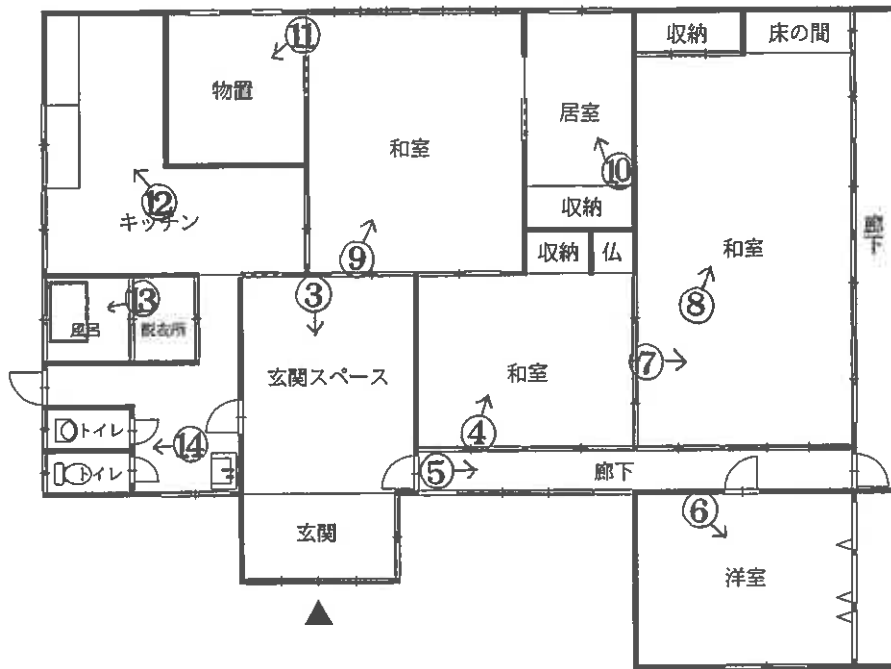 収納
床の間
⑪
物置
和室
居室
⑩
⑫
キッチン
収納
収納
仏
和室
廊下
⑨
③
⑧
⑬
風呂
脱衣所
玄関スペース
和室
⑦
トイレ
⑭
④
⑤
廊下
トイレ
⑥
玄関
洋室